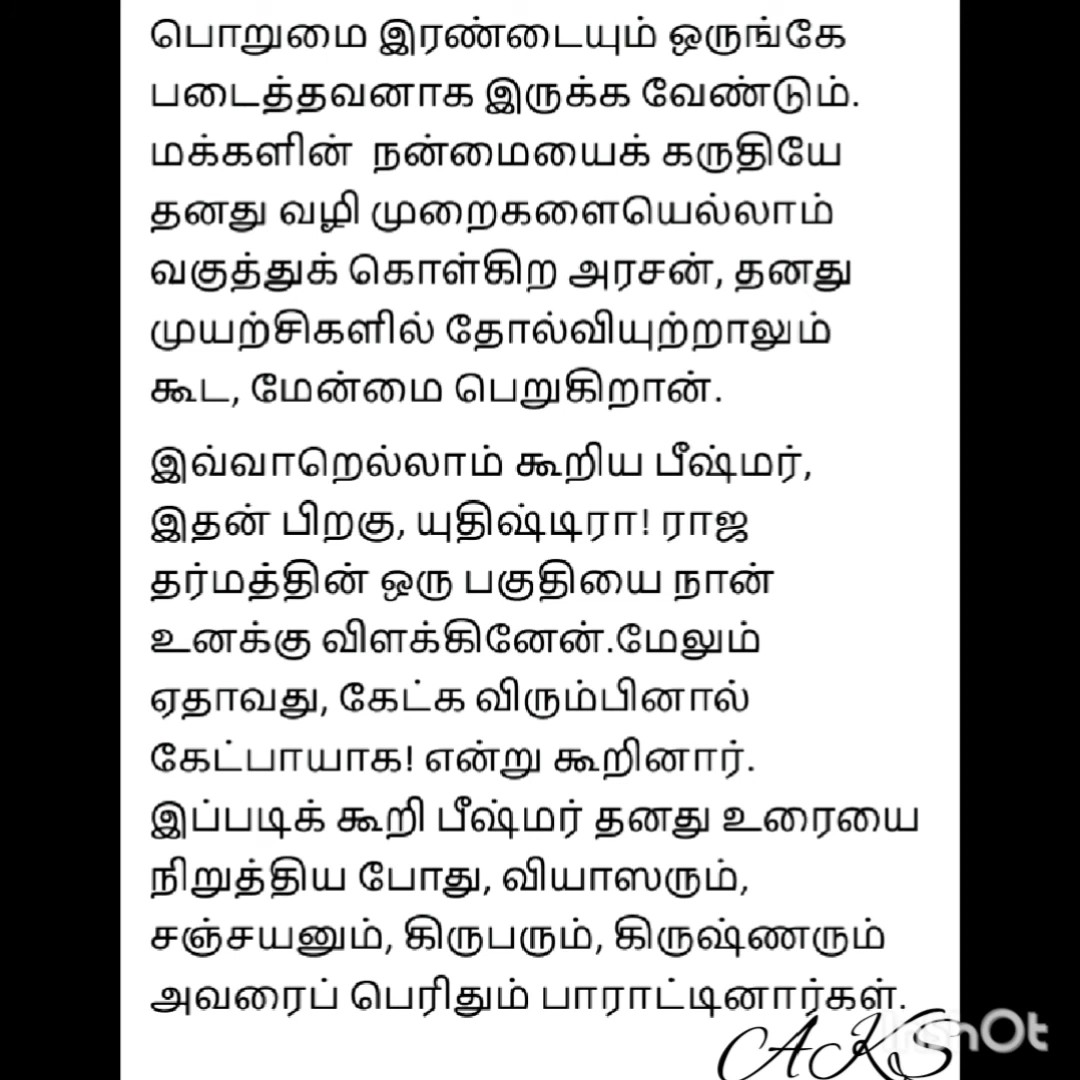 பொறுமை இரண்டையும் ஒருங்கே
படைத்தவனாக இருக்க வேண்டும்.
மக்களின் நன்மையைக் கருதியே
தனது வழி முறைகளையெல்லாம்
வகுத்துக் கொள்கிற அரசன், தனது
முயற்சிகளில் தோல்வியுற்றாலும்
கூட, மேன்மை பெறுகிறான்.
இவ்வாறெல்லாம் கூறிய பீஷ்மர்,
இதன் பிறகு, யுதிஷ்டிரா! ராஜ
தர்மத்தின் ஒரு பகுதியை நான்
உனக்கு விளக்கினேன்.மேலும்
ஏதாவது, கேட்க விரும்பினால்
கேட்பாயாக! என்று கூறினார்.
இப்படிக் கூறி பீஷ்மர் தனது உரையை
நிறுத்திய போது, வியாஸரும்,
சஞ்சயனும், கிருபரும், கிருஷ்ணரும்
அவரைப் பெரிதும் பாராட்டினார்கள்.
AKS